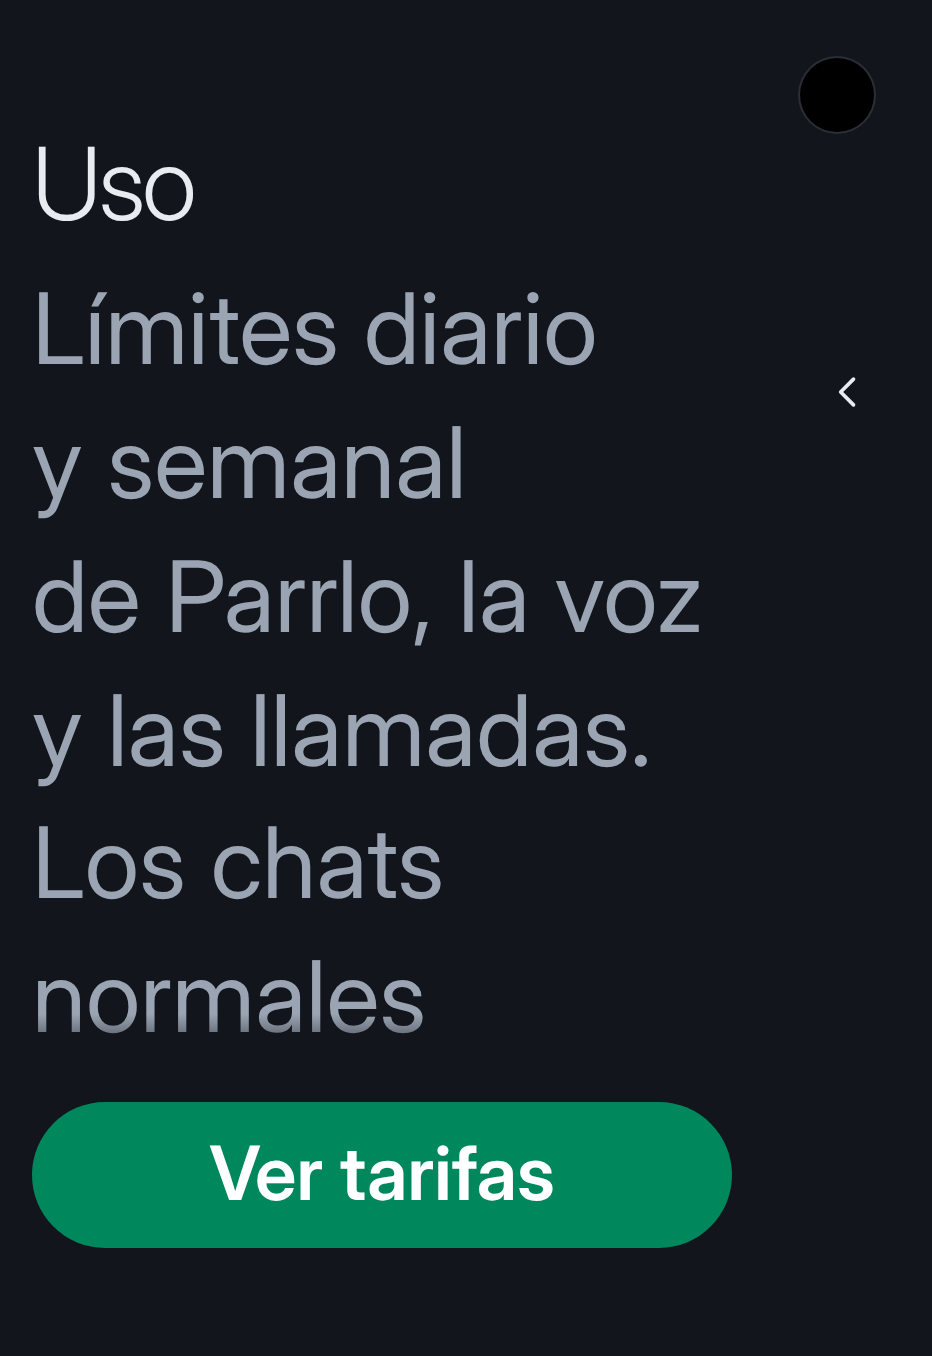 Uso
Límites diario
y semanal
de Parrlo, la voz
y las llamadas.
Los chats
normales
Ver tarifas